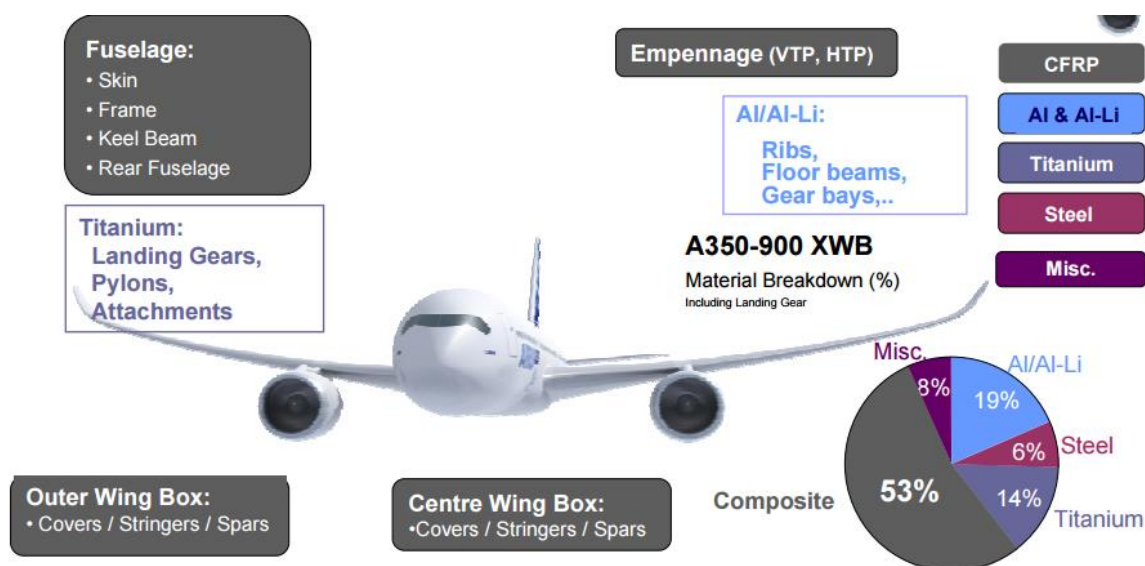 Fuselage:
• Skin
• Frame
• Keel Beam
• Rear Fuselage
Empennage (VTP, HTP)
CFRP
Al & Al-Li
Titanium
Steel
Misc.
Al/Al-Li:
Ribs,
Floor beams,
Gear bays,..
Titanium:
Landing Gears,
Pylons,
Attachments
A350-900 XWB
Material Breakdown (%)
Including Landing Gear
Misc.
8%
Al/Al-Li
19%
Steel
6%
Composite
53%
14%
Titanium
Outer Wing Box:
• Covers / Stringers / Spars
Centre Wing Box:
•Covers / Stringers / Spars